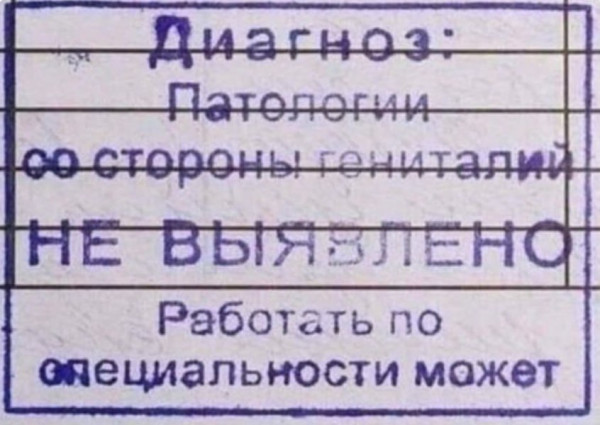 Диагноз:
Патологии
со стороны гениталий
НЕ ВЫЯВЛЕНО
Работать по
специальности может